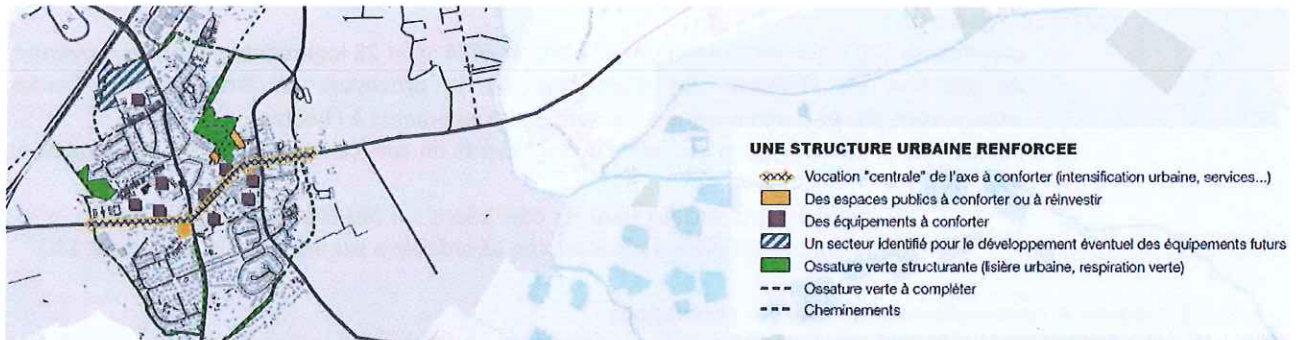 UNE STRUCTURE URBAINE RENFORCEE
Vocation "centrale" de l'axe à conforter (intensification urbaine, services...)
Des espaces publics à conforter ou à réinvestir
Des équipements à conforter
Un secteur identifié pour le développement éventuel des équipements futurs
Ossature verte structurante (lisière urbaine, respiration verte)
Ossature verte à compléter
Cheminements